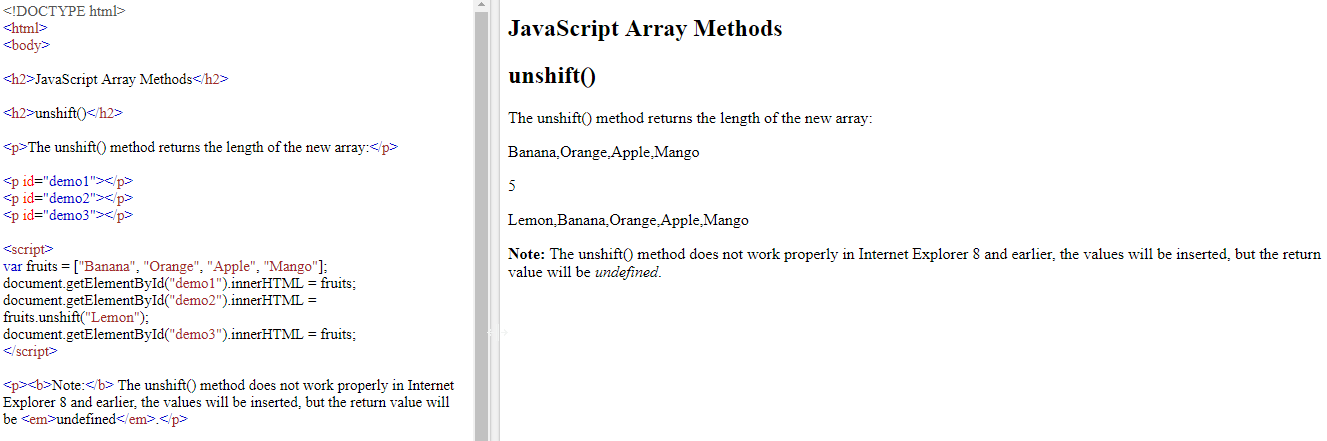 <!DOCTYPE html>
<html>
<body>
<h2>JavaScript Array Methods</h2>
<h2>unshift()</h2>
<p>The unshift() method returns the length of the new array:</p>
<p id="demo1"></p>
<p id="demo2"></p>
<p id="demo3"></p>
<script>
var fruits = ["Banana", "Orange", "Apple", "Mango"];
document.getElementById("demo1").innerHTML = fruits;
document.getElementById("demo2").innerHTML =
fruits.unshift("Lemon");
document.getElementById("demo3").innerHTML = fruits;
</script>
<p><b>Note:</b> The unshift() method does not work properly in Internet
Explorer 8 and earlier, the values will be inserted, but the return value will
be <em>undefined</em>.</p>
JavaScript Array Methods
unshift()
The unshift() method returns the length of the new array:
Banana,Orange,Apple,Mango
5
Lemon,Banana,Orange,Apple,Mango
Note: The unshift() method does not work properly in Internet Explorer 8 and earlier, the values will be inserted, but the return
value will be undefined.